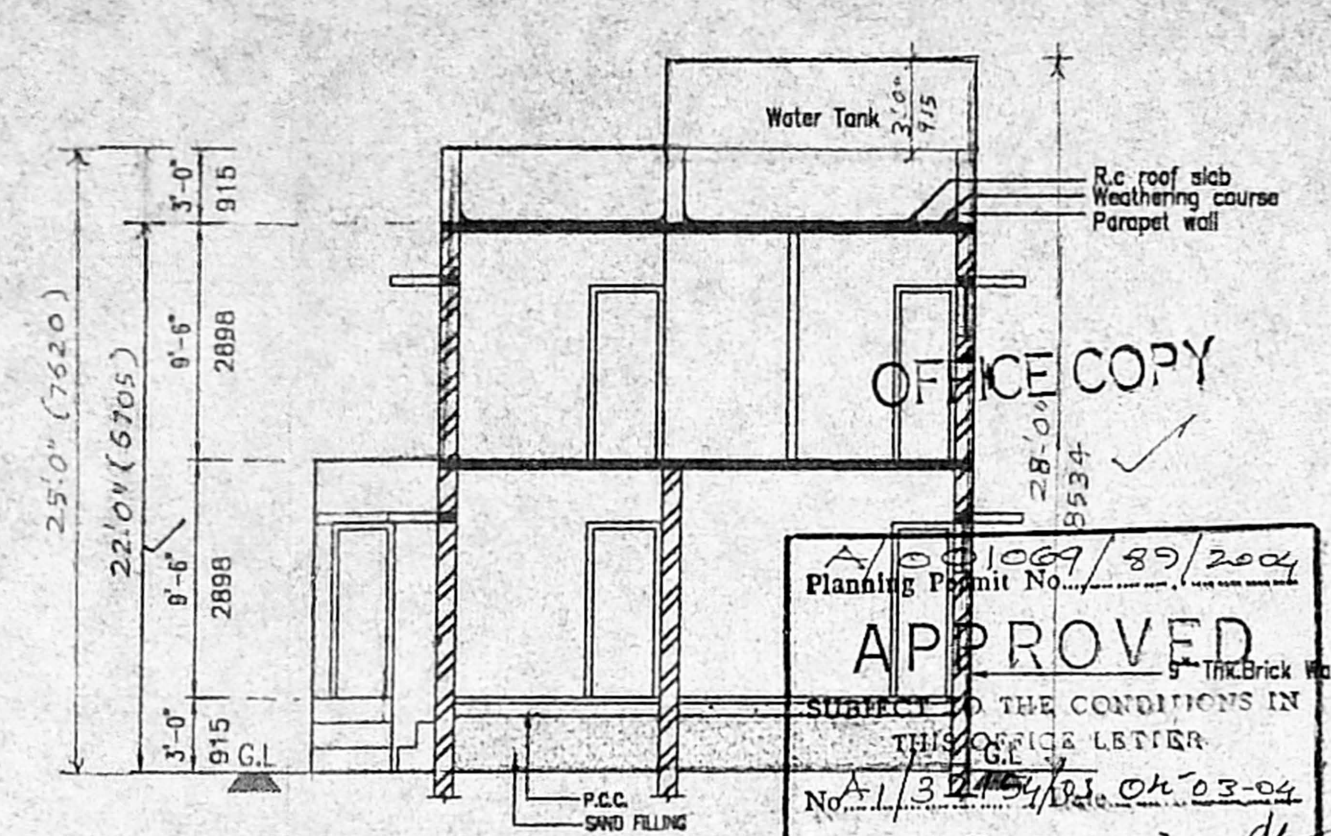 Water Tank
3'.0"
915
R.c roof slab
Weathering course
Parapet wall
3'-0"
915
9'-6"
2898
25'.0" (7620)
22'.0" (6705)
9'-6"
2898
3'-0"
915
G.L
OFFICE COPY
28'.0"
8534
A/001069/89/2004
Planning Permit No.
APPROVED
9" Thk.Brick
SUBJECT TO THE CONDITIONS IN
THIS OFFICE LETTER
G.L
No. A1/ Date 04-03-04
P.C.C.
SAND FILLING